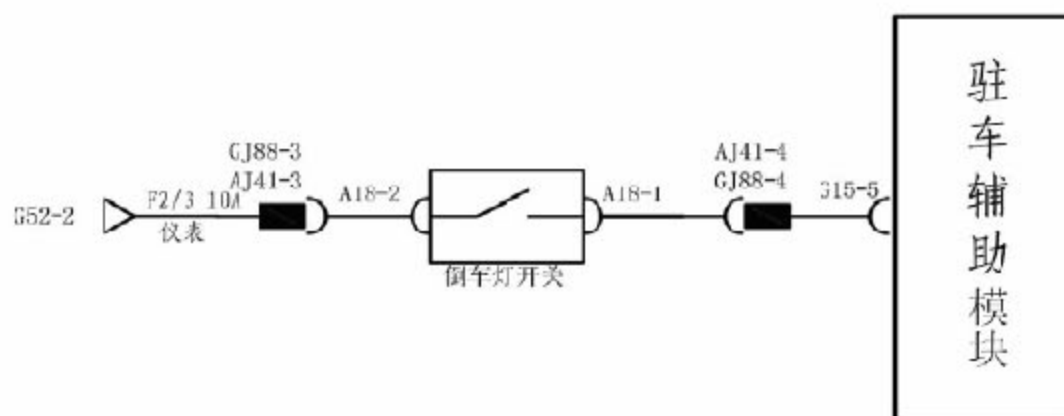 GJ88-3
AJ41-3
F2/3 10A
仪表
G52-2
A18-2
倒车灯开关
A18-1
AJ41-4
GJ88-4
G15-5
驻车辅助模块